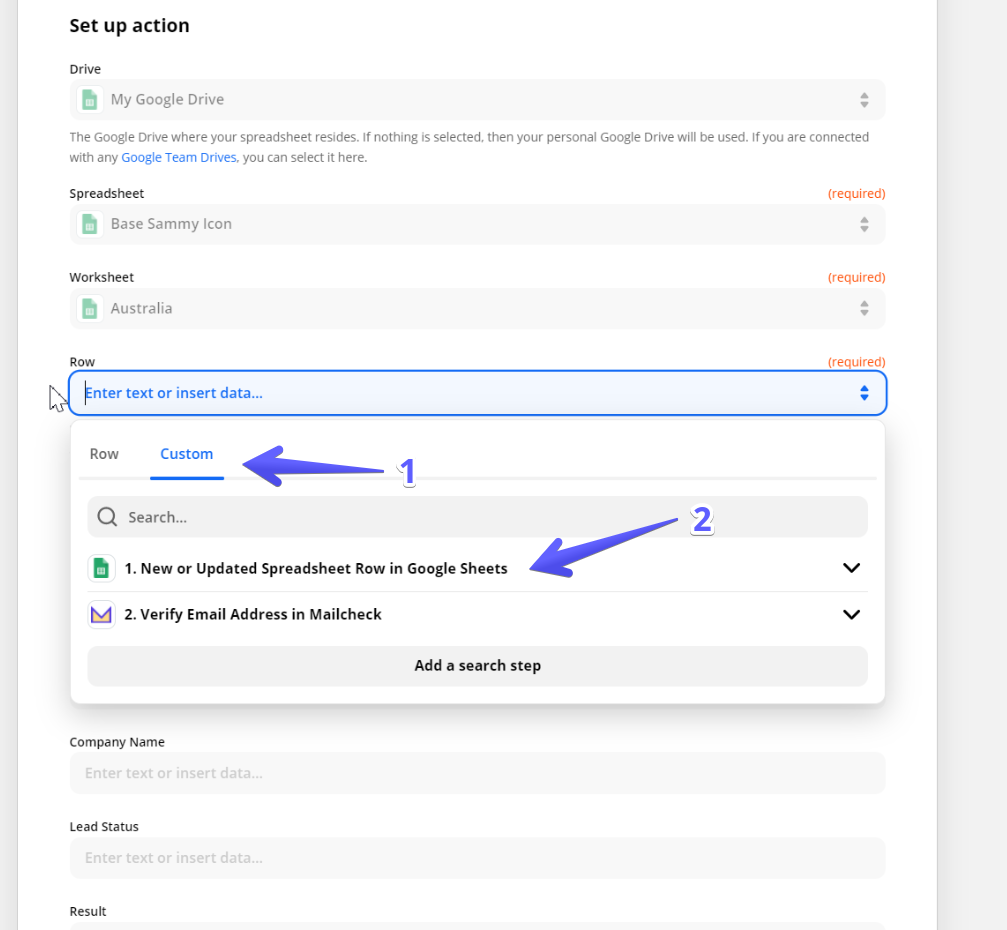 Set up action
Drive
My Google Drive
The Google Drive where your spreadsheet resides. If nothing is selected, then your personal Google Drive will be used. If you are connected
with any Google Team Drives, you can select it here.
Spreadsheet (required)
Base Sammy Icon
Worksheet (required)
Australia
Row (required)
Enter text or insert data...
Row Custom
1
Search...
2
1. New or Updated Spreadsheet Row in Google Sheets
2. Verify Email Address in Mailcheck
Add a search step
Company Name
Enter text or insert data...
Lead Status
Enter text or insert data...
Result